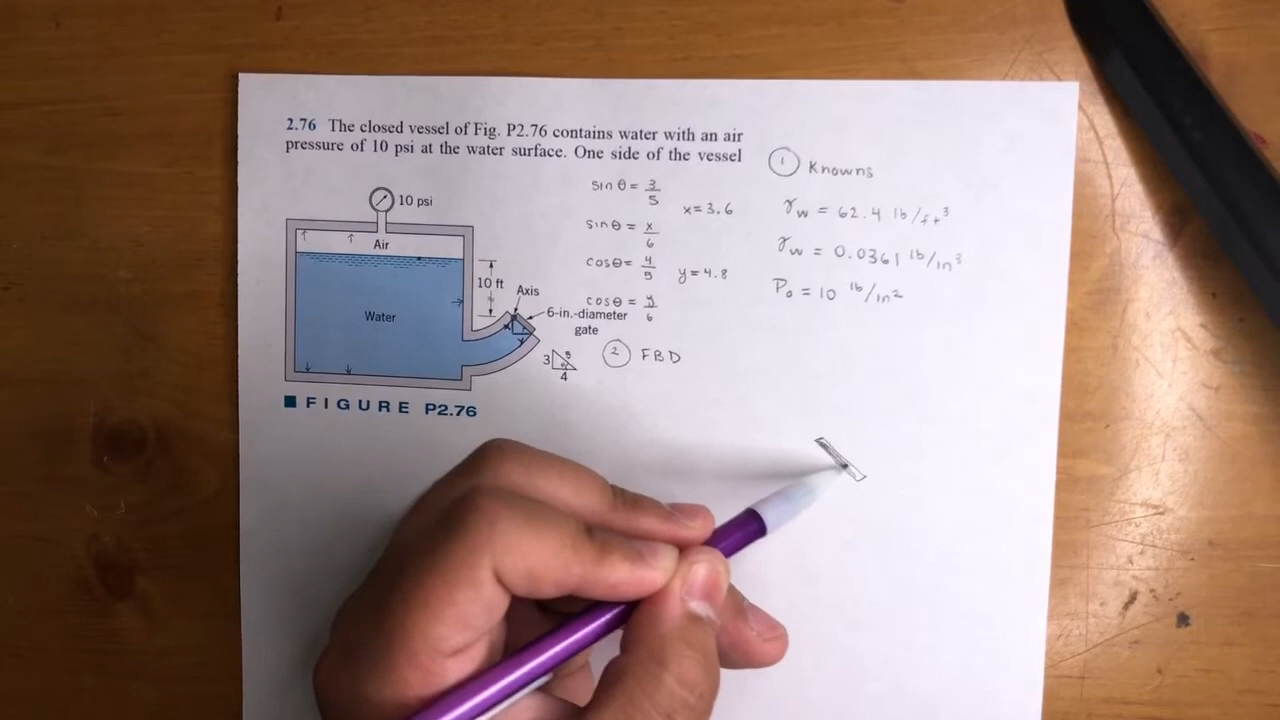 2.76 The closed vessel of Fig. P2.76 contains water with an air
pressure of 10 psi at the water surface. One side of the vessel
10 psi
Air
Water
10 ft
Axis
6-in.-diameter
gate
3
5
θ
4
FIGURE P2.76
sin θ = 3/5
x = 3.6
sin θ = x/6
cos θ = 4/5
y = 4.8
cos θ = y/6
② FBD
① Knowns
γw = 62.4 lb/ft³
γw = 0.0361 lb/in³
P₀ = 10 lb/in²